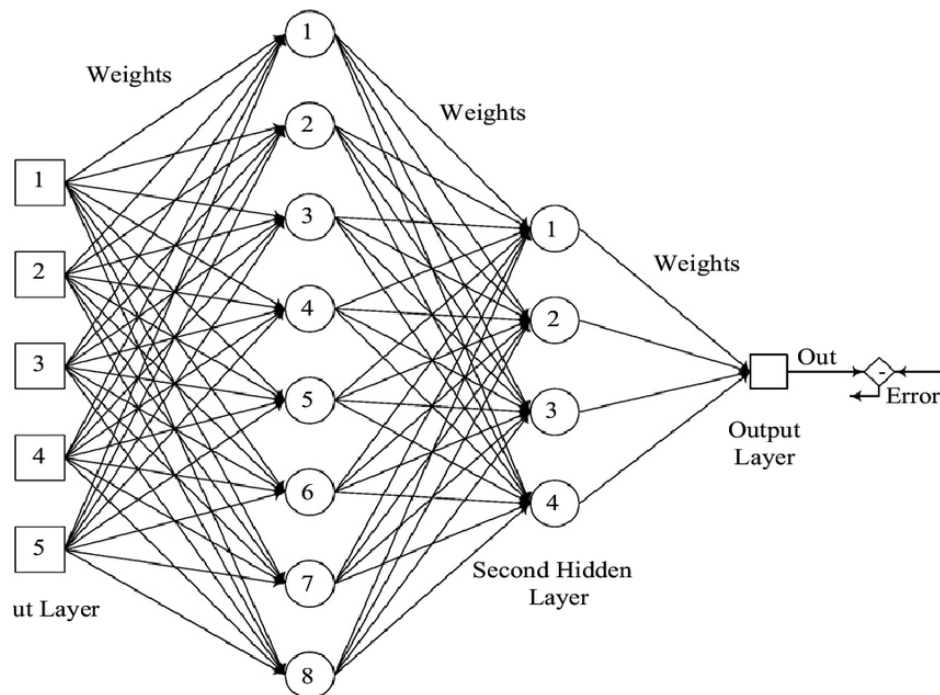 Weights
1
2
3
4
5
ut Layer
1
2
3
4
5
6
7
8
Weights
1
2
3
4
Second Hidden
Layer
Weights
Output
Layer
Out
-
Error